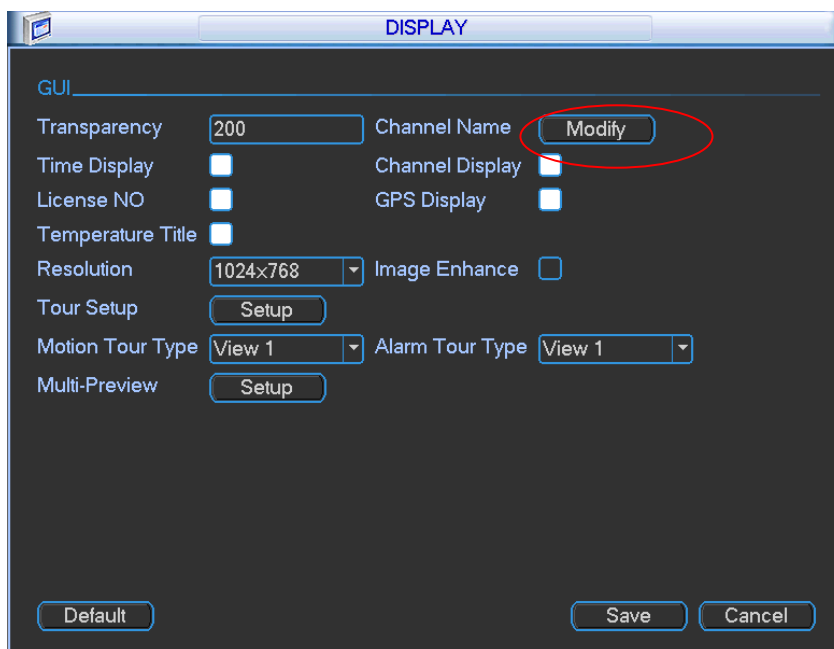 DISPLAY
GUI
Transparency 200 Channel Name Modify
Time Display Channel Display
License NO GPS Display
Temperature Title
Resolution 1024×768 Image Enhance
Tour Setup Setup
Motion Tour Type View 1 Alarm Tour Type View 1
Multi-Preview Setup
Default Save Cancel